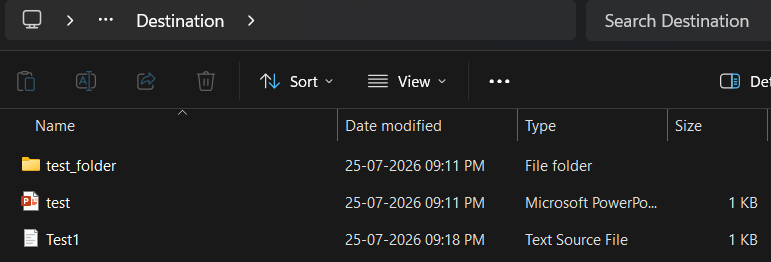 Destination
Search Destination
Sort
View
Det
Name Date modified Type Size
test_folder 25-07-2026 09:11 PM File folder
test 25-07-2026 09:11 PM Microsoft PowerPo... 1 KB
Test1 25-07-2026 09:18 PM Text Source File 1 KB